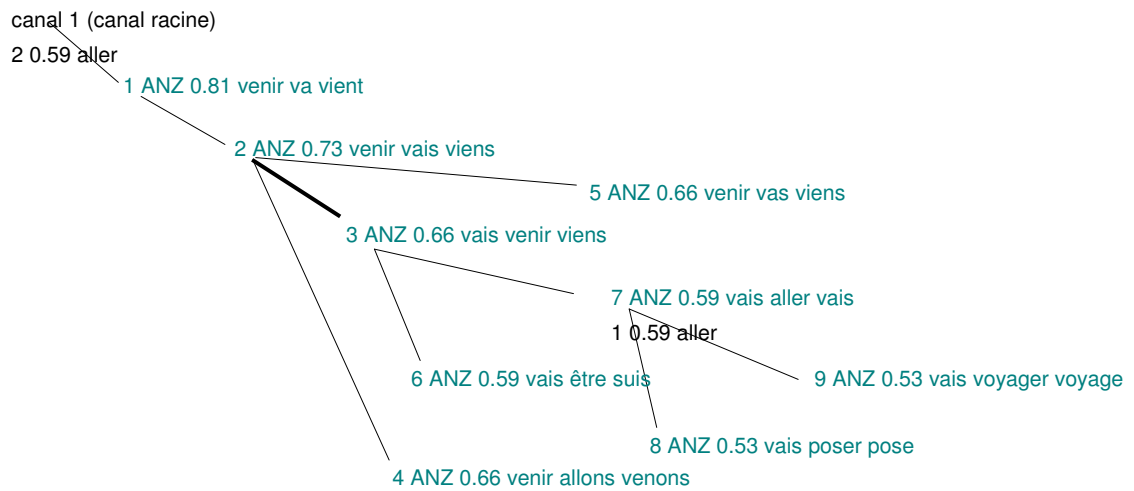 canal 1 (canal racine)
2 0.59 aller
1 ANZ 0.81 venir va vient
2 ANZ 0.73 venir vais viens
5 ANZ 0.66 venir vas viens
3 ANZ 0.66 vais venir viens
7 ANZ 0.59 vais aller vais
1 0.59 aller
6 ANZ 0.59 vais être suis
9 ANZ 0.53 vais voyager voyage
8 ANZ 0.53 vais poser pose
4 ANZ 0.66 venir allons venons